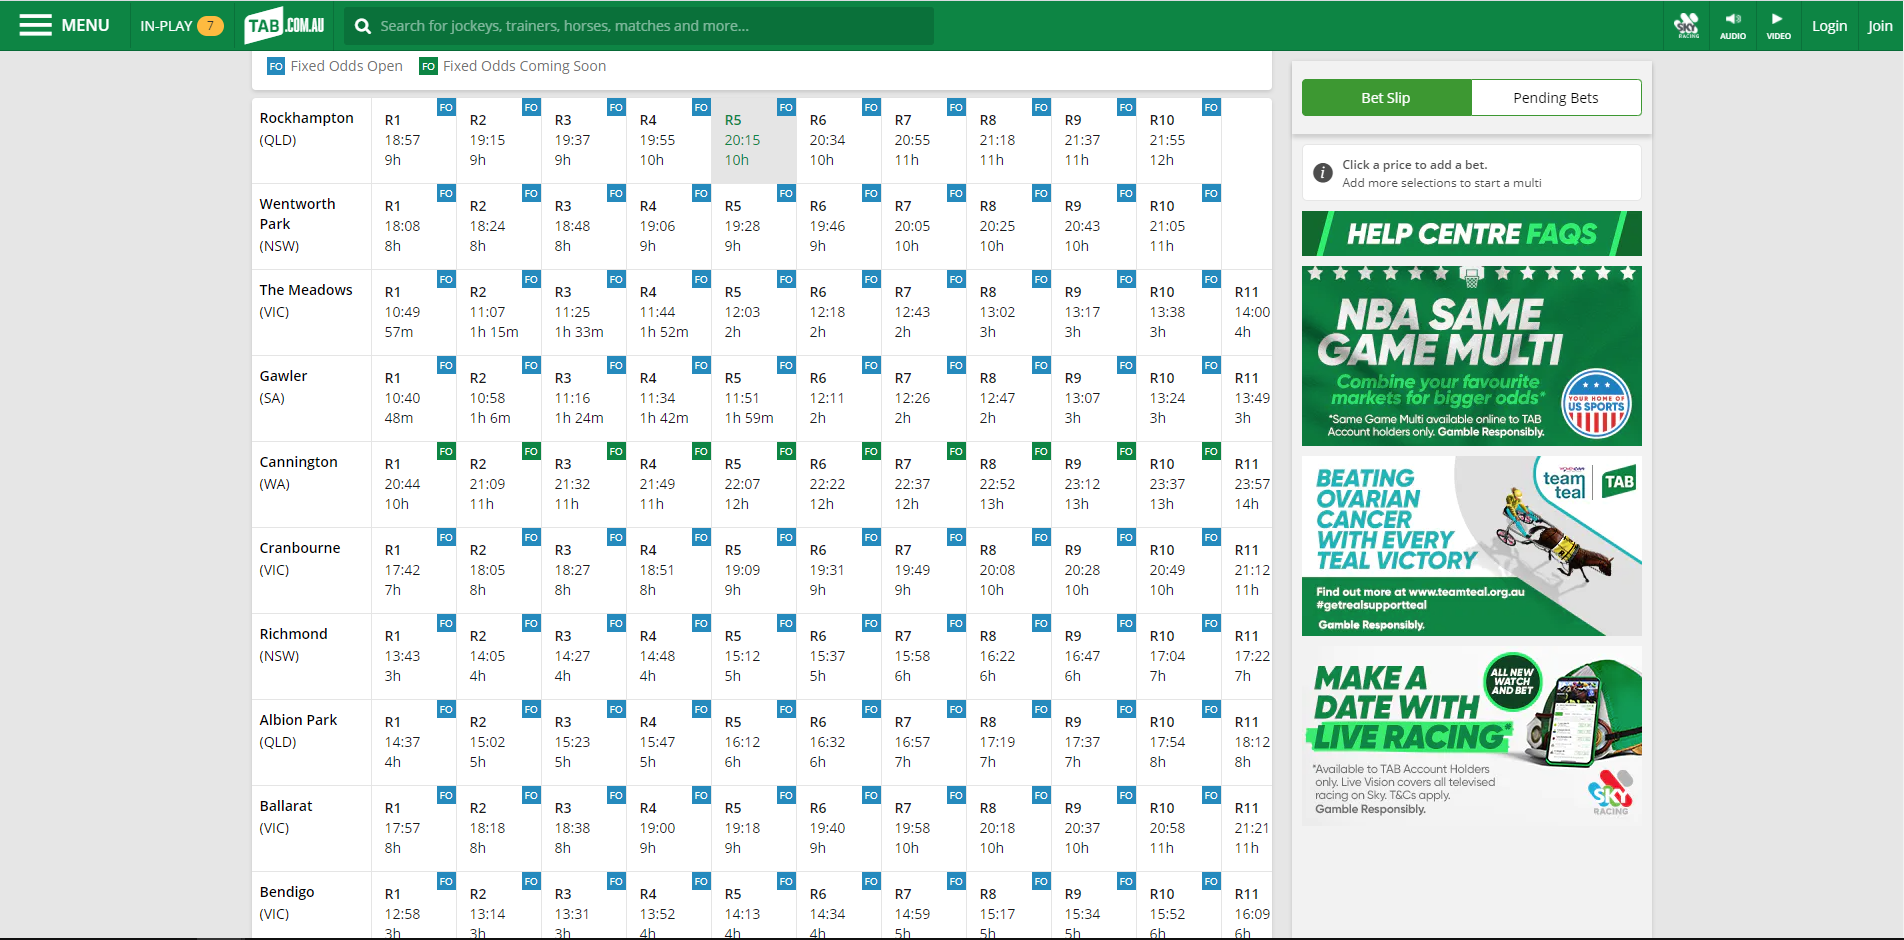 MENU
IN-PLAY 7
TAB.COM.AU
Search for jockeys, trainers, horses, matches and more...
SKY RACING
AUDIO
VIDEO
Login
Join
FO Fixed Odds Open FO Fixed Odds Coming Soon
Rockhampton
(QLD)
FO FO FO FO FO FO FO FO FO FO
R1 R2 R3 R4 R5 R6 R7 R8 R9 R10
18:57 19:15 19:37 19:55 20:15 20:34 20:55 21:18 21:37 21:55
9h 9h 9h 10h 10h 10h 11h 11h 11h 12h
Wentworth
Park
(NSW)
FO FO FO FO FO FO FO FO FO FO
R1 R2 R3 R4 R5 R6 R7 R8 R9 R10
18:08 18:24 18:48 19:06 19:28 19:46 20:05 20:25 20:43 21:05
8h 8h 8h 9h 9h 9h 10h 10h 10h 11h
The Meadows
(VIC)
FO FO FO FO FO FO FO FO FO FO
R1 R2 R3 R4 R5 R6 R7 R8 R9 R10 R11
10:49 11:07 11:25 11:44 12:03 12:18 12:43 13:02 13:17 13:38 14:00
57m 1h 15m 1h 33m 1h 52m 2h 2h 2h 3h 3h 3h 4h
Gawler
(SA)
FO FO FO FO FO FO FO FO FO FO
R1 R2 R3 R4 R5 R6 R7 R8 R9 R10 R11
10:40 10:58 11:16 11:34 11:51 12:11 12:26 12:47 13:07 13:24 13:49
48m 1h 6m 1h 24m 1h 42m 1h 59m 2h 2h 2h 3h 3h 3h
Cannington
(WA)
FO FO FO FO FO FO FO FO FO FO
R1 R2 R3 R4 R5 R6 R7 R8 R9 R10 R11
20:44 21:09 21:32 21:49 22:07 22:22 22:37 22:52 23:12 23:37 23:57
10h 11h 11h 11h 12h 12h 12h 13h 13h 13h 14h
Cranbourne
(VIC)
FO FO FO FO FO FO FO FO FO FO
R1 R2 R3 R4 R5 R6 R7 R8 R9 R10 R11
17:42 18:05 18:27 18:51 19:09 19:31 19:49 20:08 20:28 20:49 21:12
7h 8h 8h 8h 9h 9h 9h 10h 10h 10h 11h
Richmond
(NSW)
FO FO FO FO FO FO FO FO FO FO
R1 R2 R3 R4 R5 R6 R7 R8 R9 R10 R11
13:43 14:05 14:27 14:48 15:12 15:37 15:58 16:22 16:47 17:04 17:22
3h 4h 4h 4h 5h 5h 6h 6h 6h 7h 7h
Albion Park
(QLD)
FO FO FO FO FO FO FO FO FO FO
R1 R2 R3 R4 R5 R6 R7 R8 R9 R10 R11
14:37 15:02 15:23 15:47 16:12 16:32 16:57 17:19 17:37 17:54 18:12
4h 5h 5h 5h 6h 6h 7h 7h 7h 8h 8h
Ballarat
(VIC)
FO FO FO FO FO FO FO FO FO FO
R1 R2 R3 R4 R5 R6 R7 R8 R9 R10 R11
17:57 18:18 18:38 19:00 19:18 19:40 19:58 20:18 20:37 20:58 21:21
8h 8h 8h 9h 9h 9h 10h 10h 10h 11h 11h
Bendigo
(VIC)
FO FO FO FO FO FO FO FO FO FO
R1 R2 R3 R4 R5 R6 R7 R8 R9 R10 R11
12:58 13:14 13:31 13:52 14:13 14:34 14:59 15:17 15:34 15:52 16:09
3h 3h 3h 4h 4h 4h 5h 5h 5h 6h 6h
Bet Slip
Pending Bets
Click a price to add a bet.
Add more selections to start a multi
HELP CENTRE FAQS
NBA SAME
GAME MULTI
Combine your favourite
markets for bigger odds*
*Same Game Multi available online to TAB
Account holders only. Gamble Responsibly.
YOUR HOME OF
US SPORTS
BEATING
OVARIAN
CANCER
WITH EVERY
TEAL VICTORY
team
teal
TAB
Find out more at www.teamteal.org.au
#getrealsupportteal
Gamble Responsibly.
MAKE A
DATE WITH
LIVE RACING*
ALL NEW
WATCH
AND BET
*Available to TAB Account Holders
only. Live Vision covers all televised
racing on Sky. T&Cs apply.
Gamble Responsibly.
SKY
RACING